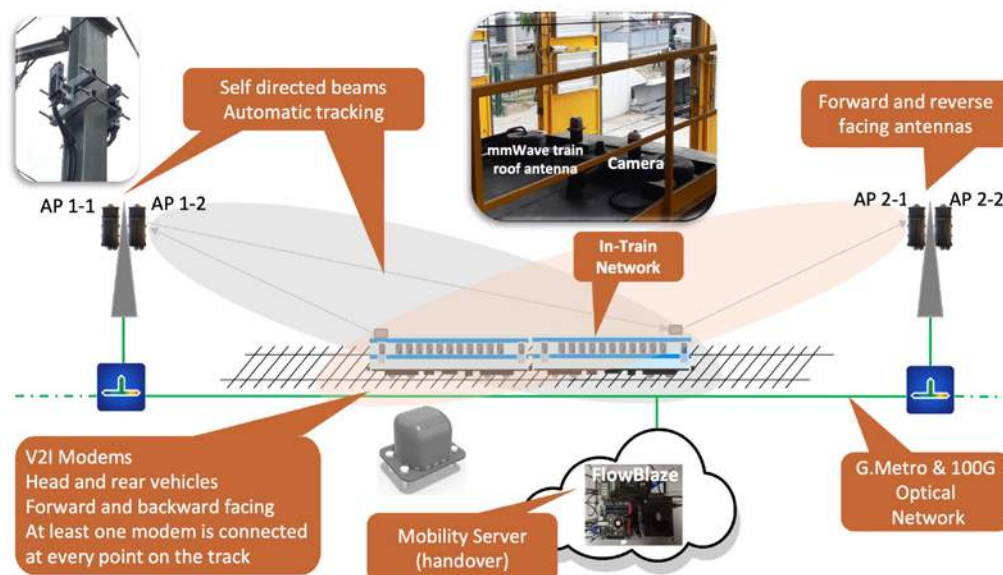 Self directed beams
Automatic tracking
mmWave train
roof antenna
Camera
Forward and reverse
facing antennas
AP 1-1
AP 1-2
AP 2-1
AP 2-2
In-Train
Network
V2I Modems
Head and rear vehicles
Forward and backward facing
At least one modem is connected
at every point on the track
FlowBlaze
Mobility Server
(handover)
G.Metro & 100G
Optical
Network